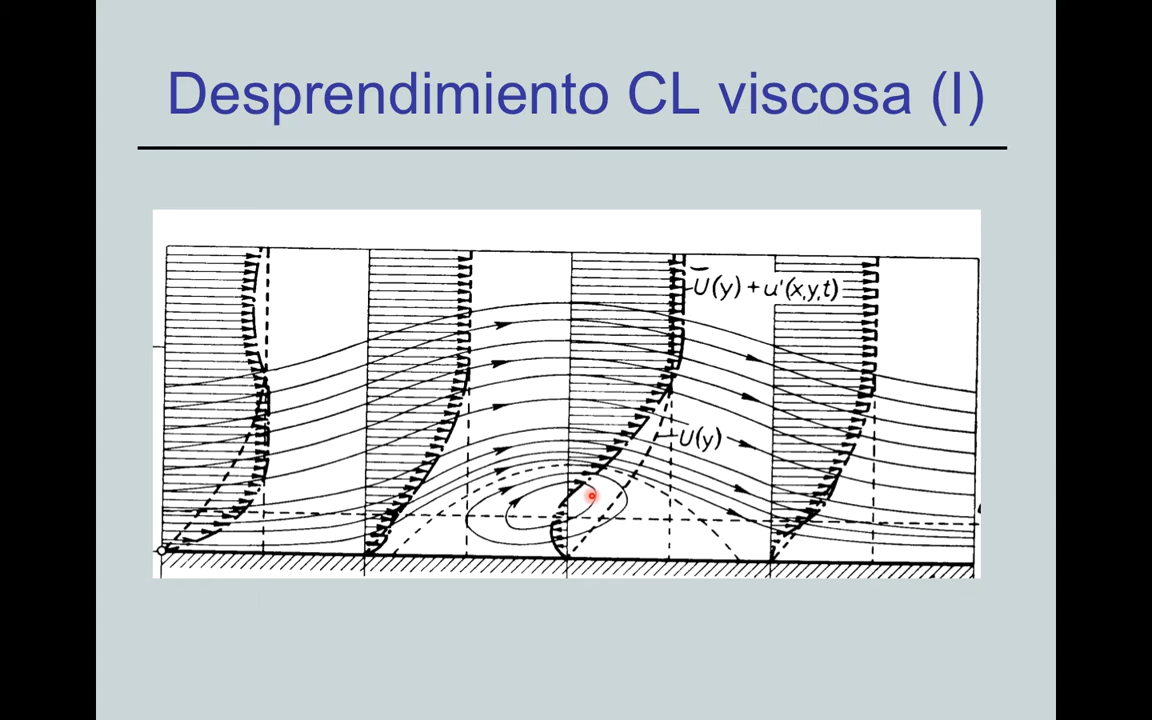 Desprendimiento CL viscosa (I)
Ū(y) + u'(x,y,t)
U(y)